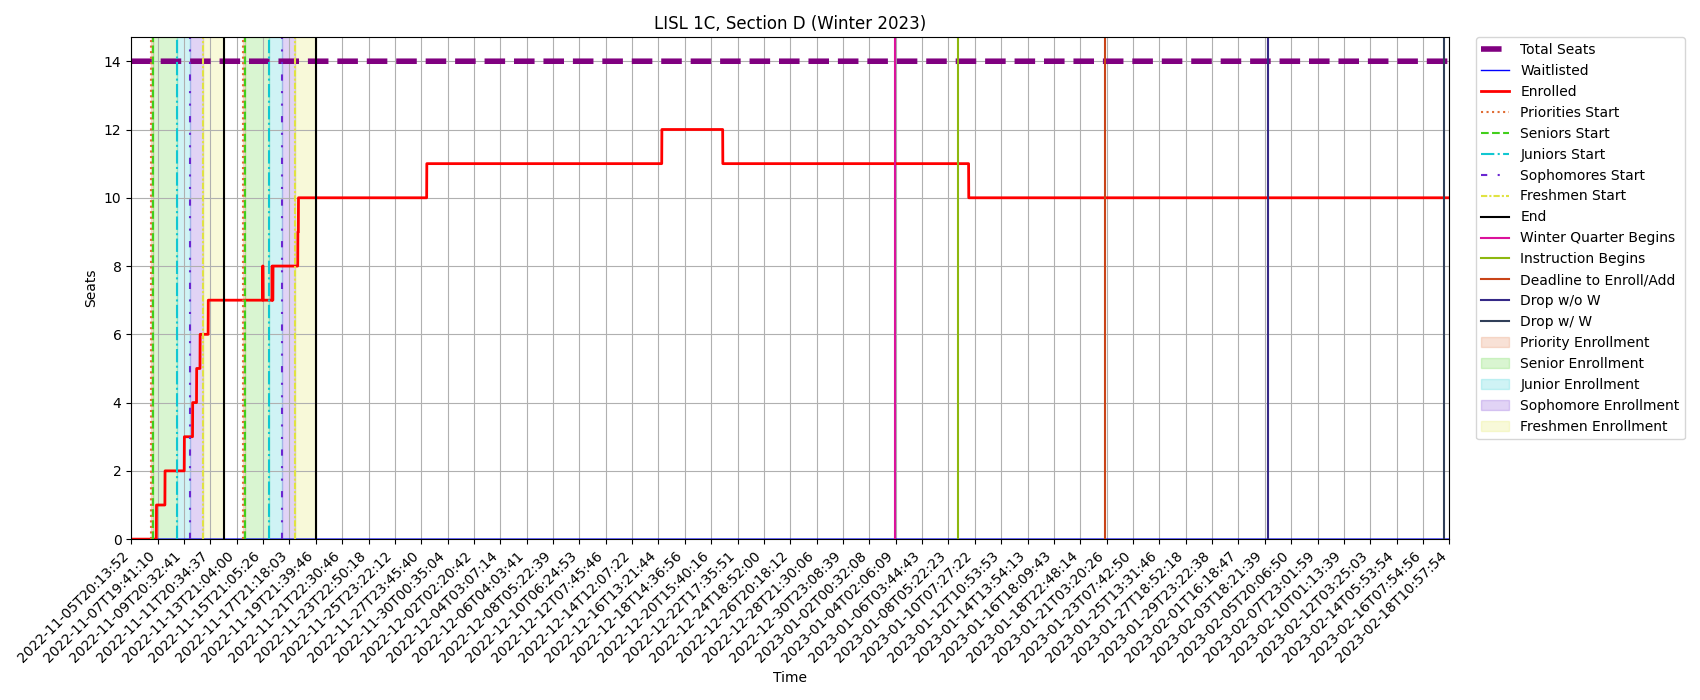 LISL 1C, Section D (Winter 2023)
Seats
14
12
10
8
6
4
2
0
2022-11-05T20:13:52
2022-11-07T19:41:10
2022-11-09T20:32:41
2022-11-11T20:34:37
2022-11-13T21:04:00
2022-11-15T21:05:26
2022-11-17T21:18:03
2022-11-19T21:39:46
2022-11-21T22:30:46
2022-11-23T22:50:18
2022-11-25T23:22:12
2022-11-27T23:45:40
2022-11-30T00:35:04
2022-12-02T02:20:42
2022-12-04T03:07:14
2022-12-06T04:03:41
2022-12-08T05:22:39
2022-12-10T06:24:53
2022-12-12T07:45:46
2022-12-14T12:07:22
2022-12-16T13:21:44
2022-12-18T14:36:56
2022-12-20T15:40:16
2022-12-22T17:35:51
2022-12-24T18:52:00
2022-12-26T20:18:12
2022-12-28T21:30:06
2022-12-30T23:08:39
2023-01-02T00:32:08
2023-01-04T02:06:09
2023-01-06T03:44:43
2023-01-08T05:22:23
2023-01-10T07:27:22
2023-01-12T10:53:53
2023-01-14T13:54:13
2023-01-16T18:09:43
2023-01-18T22:48:14
2023-01-21T03:20:26
2023-01-23T07:42:50
2023-01-25T13:31:46
2023-01-27T18:52:18
2023-01-29T23:22:38
2023-02-01T16:18:47
2023-02-03T18:21:39
2023-02-05T20:06:50
2023-02-07T23:01:59
2023-02-10T01:13:39
2023-02-12T03:25:03
2023-02-14T05:53:54
2023-02-16T07:54:56
2023-02-18T10:57:54
Time
Total Seats
Waitlisted
Enrolled
Priorities Start
Seniors Start
Juniors Start
Sophomores Start
Freshmen Start
End
Winter Quarter Begins
Instruction Begins
Deadline to Enroll/Add
Drop w/o W
Drop w/ W
Priority Enrollment
Senior Enrollment
Junior Enrollment
Sophomore Enrollment
Freshmen Enrollment